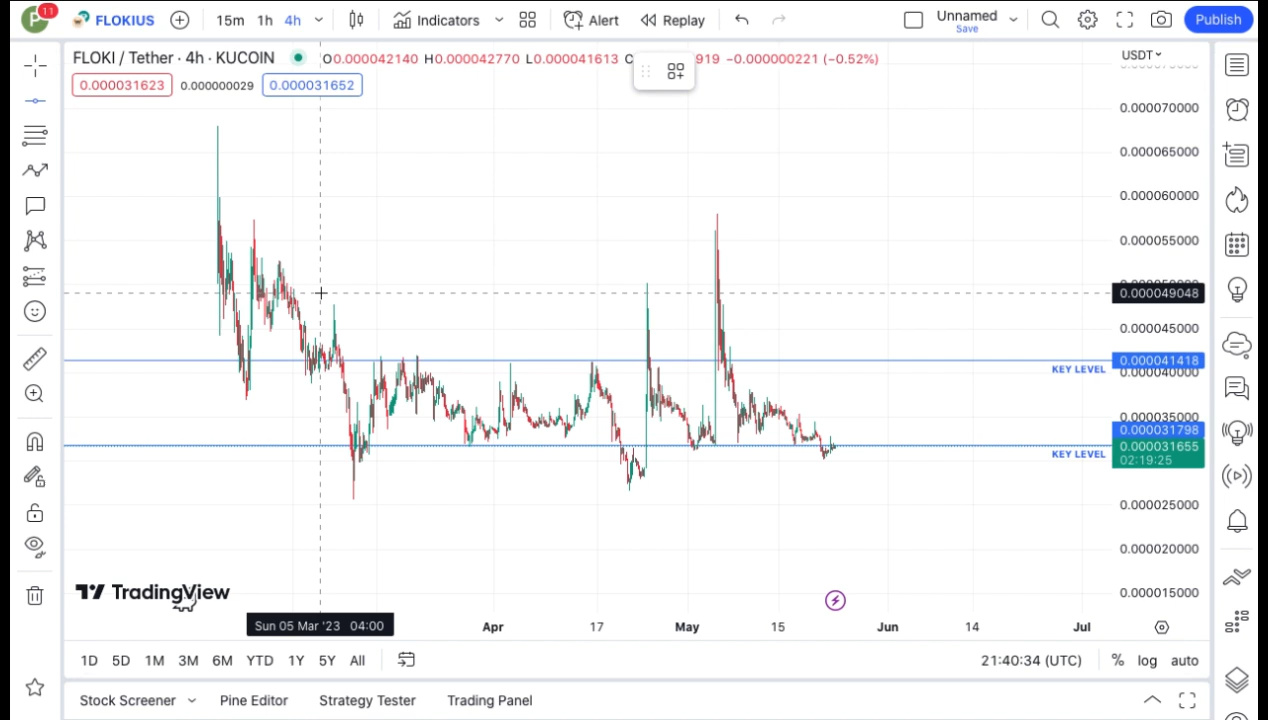 P 11 FLOKIUS 15m 1h 4h Indicators Alert Replay Unnamed Save Publish
FLOKI / Tether · 4h · KUCOIN O0.000042140 H0.000042770 L0.000041613 C 919 −0.000000221 (−0.52%) USDT
0.000031623 0.000000029 0.000031652
0.000070000
0.000065000
0.000060000
0.000055000
0.000049048
0.000045000
0.000041418
KEY LEVEL 0.000040000
0.000035000
0.000031798
0.000031655
KEY LEVEL 02:19:25
0.000025000
0.000020000
TradingView 0.000015000
Sun 05 Mar '23 04:00 Apr 17 May 15 Jun 14 Jul
1D 5D 1M 3M 6M YTD 1Y 5Y All 21:40:34 (UTC) % log auto
Stock Screener Pine Editor Strategy Tester Trading Panel